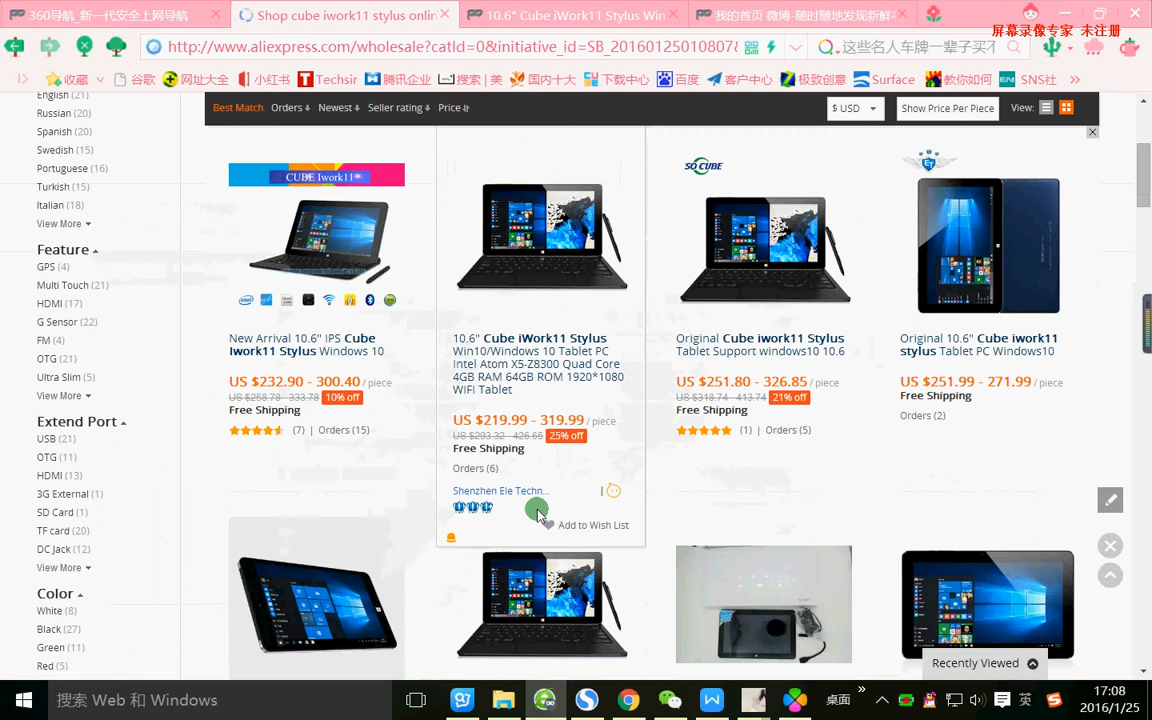 360导航_新一代安全上网导航
Shop cube iwork11 stylus onlin
10.6" Cube iWork11 Stylus Win
我的首页 微博-随时随地发现新鲜
屏幕录像专家 未注册
http://www.aliexpress.com/wholesale?catId=0&initiative_id=SB_20160125010807&
这些名人车牌一辈子买不
收藏
谷歌
网址大全
小红书
Techsir
腾讯企业
搜索 | 美
国内十大
下载中心
百度
客户中心
极致创意
Surface
教你如何
SNS社
English (21)
Russian (20)
Spanish (20)
Swedish (15)
Portuguese (16)
Turkish (15)
Italian (18)
View More
Feature
GPS (4)
Multi Touch (21)
HDMI (17)
G Sensor (22)
FM (4)
OTG (21)
Ultra Slim (5)
View More
Extend Port
USB (21)
OTG (11)
HDMI (13)
3G External (1)
SD Card (1)
TF card (20)
DC Jack (12)
View More
Color
White (8)
Black (27)
Green (11)
Red (5)
Best Match
Orders
Newest
Seller rating
Price
$ USD
Show Price Per Piece
View:
CUBE Iwork11
New Arrival 10.6'' IPS Cube
Iwork11 Stylus Windows 10
US $232.90 - 300.40 / piece
US $258.78 - 333.78 10% off
Free Shipping
(7) | Orders (15)
10.6" Cube iWork11 Stylus
Win10/Windows 10 Tablet PC
Intel Atom X5-Z8300 Quad Core
4GB RAM 64GB ROM 1920*1080
WIFI Tablet
US $219.99 - 319.99 / piece
US $293.32 - 426.65 25% off
Free Shipping
Orders (6)
Shenzhen Ele Techn...
Add to Wish List
SO CUBE
Original Cube iwork11 Stylus
Tablet Support windows10 10.6
US $251.80 - 326.85 / piece
US $318.74 - 413.74 21% off
Free Shipping
(1) | Orders (5)
ET
Original 10.6" Cube iwork11
stylus Tablet PC Windows10
US $251.99 - 271.99 / piece
Free Shipping
Orders (2)
Recently Viewed
搜索 Web 和 Windows
桌面
英
17:08
2016/1/25